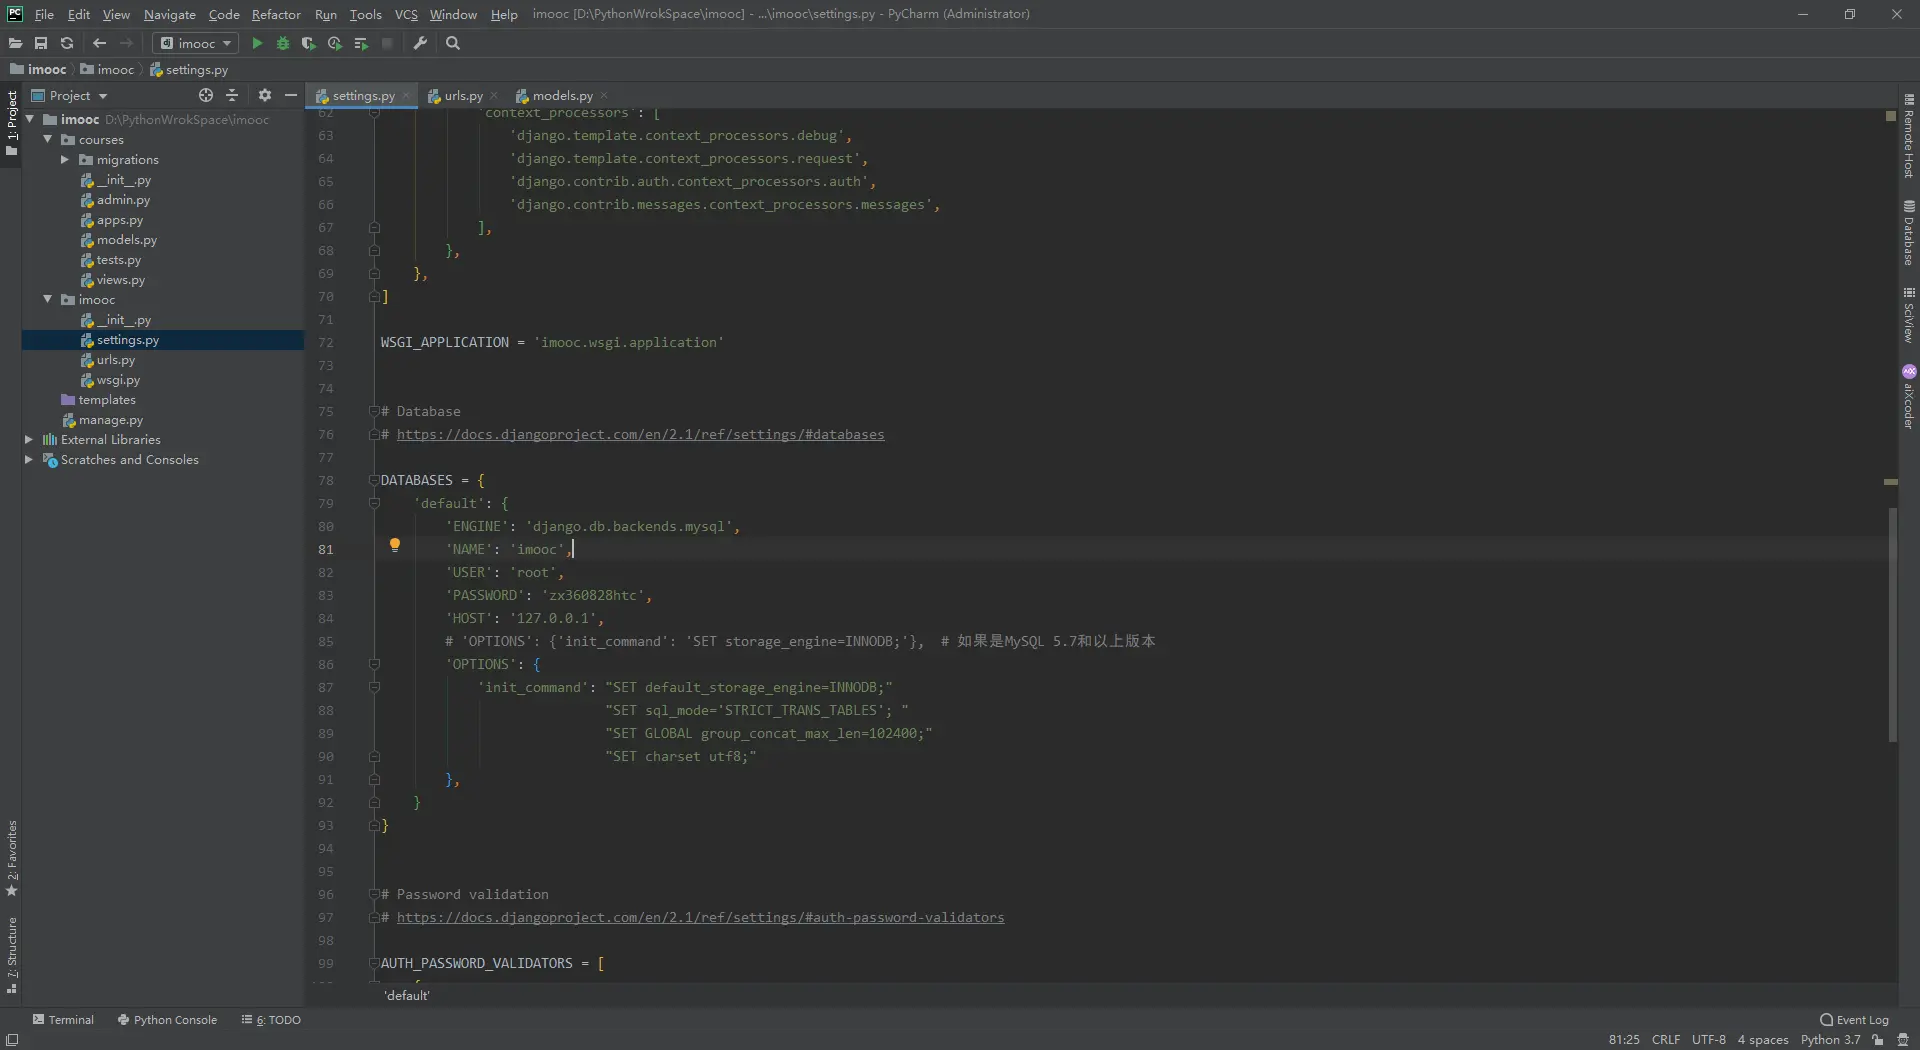 PC File Edit View Navigate Code Refactor Run Tools VCS Window Help imooc [D:\PythonWrokSpace\imooc] - ...\imooc\settings.py - PyCharm (Administrator)
imooc
imooc imooc settings.py
Project
settings.py urls.py models.py
1: Project
imooc D:\PythonWrokSpace\imooc
courses
migrations
__init__.py
admin.py
apps.py
models.py
tests.py
views.py
imooc
__init__.py
settings.py
urls.py
wsgi.py
templates
manage.py
External Libraries
Scratches and Consoles
2: Favorites
7: Structure
62 'context_processors': [
63 'django.template.context_processors.debug',
64 'django.template.context_processors.request',
65 'django.contrib.auth.context_processors.auth',
66 'django.contrib.messages.context_processors.messages',
67 ],
68 },
69 },
70 ]
71
72 WSGI_APPLICATION = 'imooc.wsgi.application'
73
74
75 # Database
76 # https://docs.djangoproject.com/en/2.1/ref/settings/#databases
77
78 DATABASES = {
79 'default': {
80 'ENGINE': 'django.db.backends.mysql',
81 'NAME': 'imooc',
82 'USER': 'root',
83 'PASSWORD': 'zx360828htc',
84 'HOST': '127.0.0.1',
85 # 'OPTIONS': {'init_command': 'SET storage_engine=INNODB;'}, # 如果是MySQL 5.7和以上版本
86 'OPTIONS': {
87 'init_command': "SET default_storage_engine=INNODB;"
88 "SET sql_mode='STRICT_TRANS_TABLES'; "
89 "SET GLOBAL group_concat_max_len=102400;"
90 "SET charset utf8;"
91 },
92 }
93 }
94
95
96 # Password validation
97 # https://docs.djangoproject.com/en/2.1/ref/settings/#auth-password-validators
98
99 AUTH_PASSWORD_VALIDATORS = [
'default'
Remote Host
Database
SciView
aiXcoder
Terminal Python Console 6: TODO Event Log
81:25 CRLF UTF-8 4 spaces Python 3.7